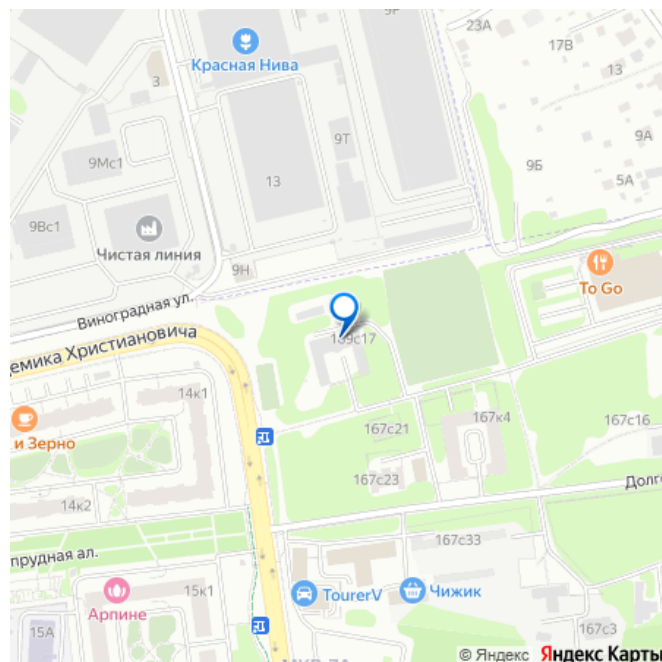 23А
17В
Красная Нива
3
13
9Т
9А
9Мс1
9Б
13
5А
9Вс1
Чистая линия
9Н
To Go
Виноградная ул.
демика Христиановича
14к1
167к4
167с16
167с21
и Зерно
167с23
14к2
Долго
167с33
прудная ал.
15к1
TourerV
Чижик
Арпине
15А
167с3
© Яндекс Яндекс Карты